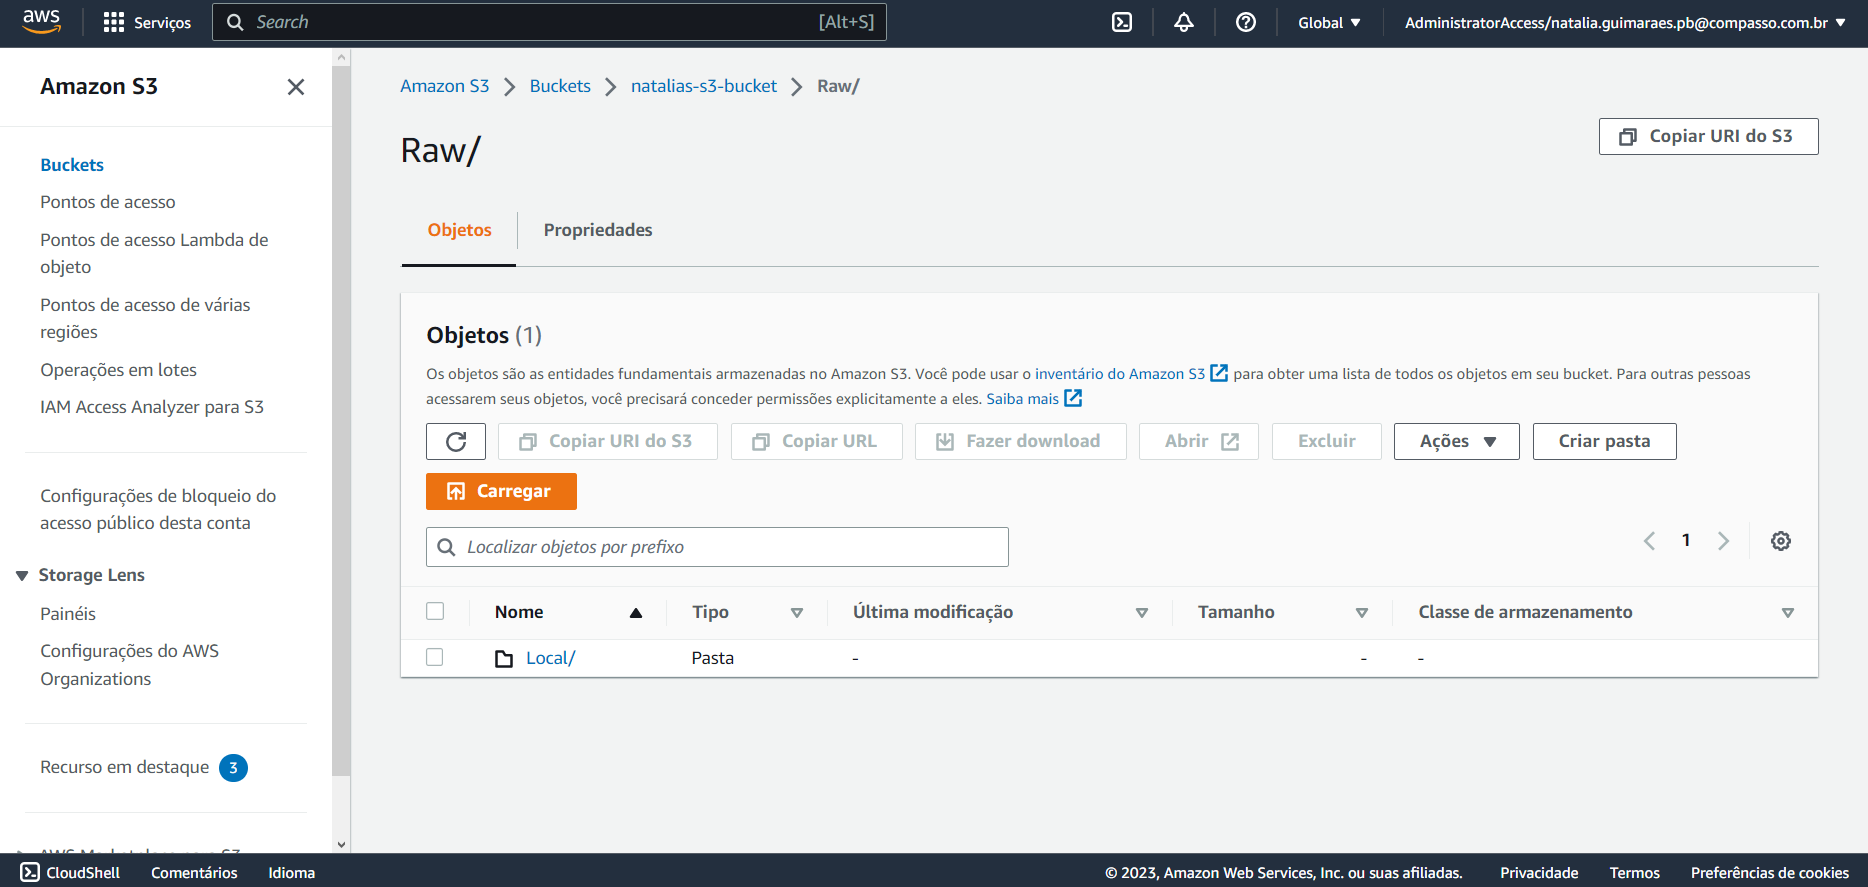 aws Serviços Search [Alt+S] Global AdministratorAccess/natalia.guimaraes.pb@compasso.com.br
Amazon S3
Buckets
Pontos de acesso
Pontos de acesso Lambda de
objeto
Pontos de acesso de várias
regiões
Operações em lotes
IAM Access Analyzer para S3
Configurações de bloqueio do
acesso público desta conta
Storage Lens
Painéis
Configurações do AWS
Organizations
Recurso em destaque 3
Amazon S3 Buckets natalias-s3-bucket Raw/
Raw/
Copiar URI do S3
Objetos Propriedades
Objetos (1)
Os objetos são as entidades fundamentais armazenadas no Amazon S3. Você pode usar o inventário do Amazon S3 para obter uma lista de todos os objetos em seu bucket. Para outras pessoas
acessarem seus objetos, você precisará conceder permissões explicitamente a eles. Saiba mais
Copiar URI do S3 Copiar URL Fazer download Abrir Excluir Ações Criar pasta
Carregar
Localizar objetos por prefixo 1
Nome Tipo Última modificação Tamanho Classe de armazenamento
Local/ Pasta - - -
CloudShell Comentários Idioma © 2023, Amazon Web Services, Inc. ou suas afiliadas. Privacidade Termos Preferências de cookies